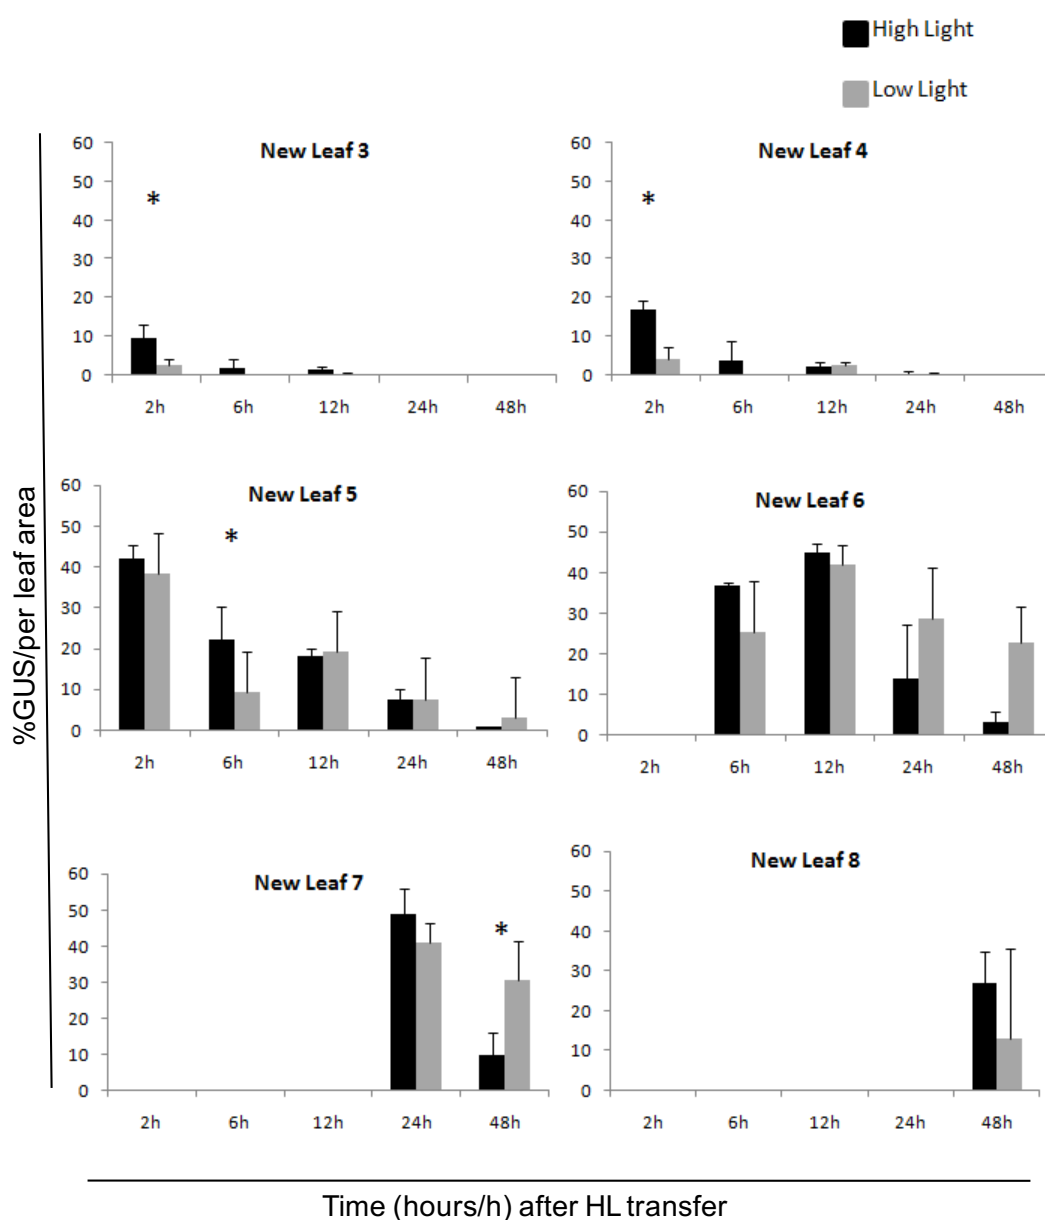 High Light
Low Light
New Leaf 3
60
50
40
30
20
10
0
*
2h 6h 12h 24h 48h
New Leaf 4
60
50
40
30
20
10
0
*
2h 6h 12h 24h 48h
%GUS/per leaf area
New Leaf 5
60
50
40
30
20
10
0
*
2h 6h 12h 24h 48h
New Leaf 6
60
50
40
30
20
10
0
2h 6h 12h 24h 48h
New Leaf 7
60
50
40
30
20
10
0
*
2h 6h 12h 24h 48h
New Leaf 8
60
50
40
30
20
10
0
2h 6h 12h 24h 48h
Time (hours/h) after HL transfer